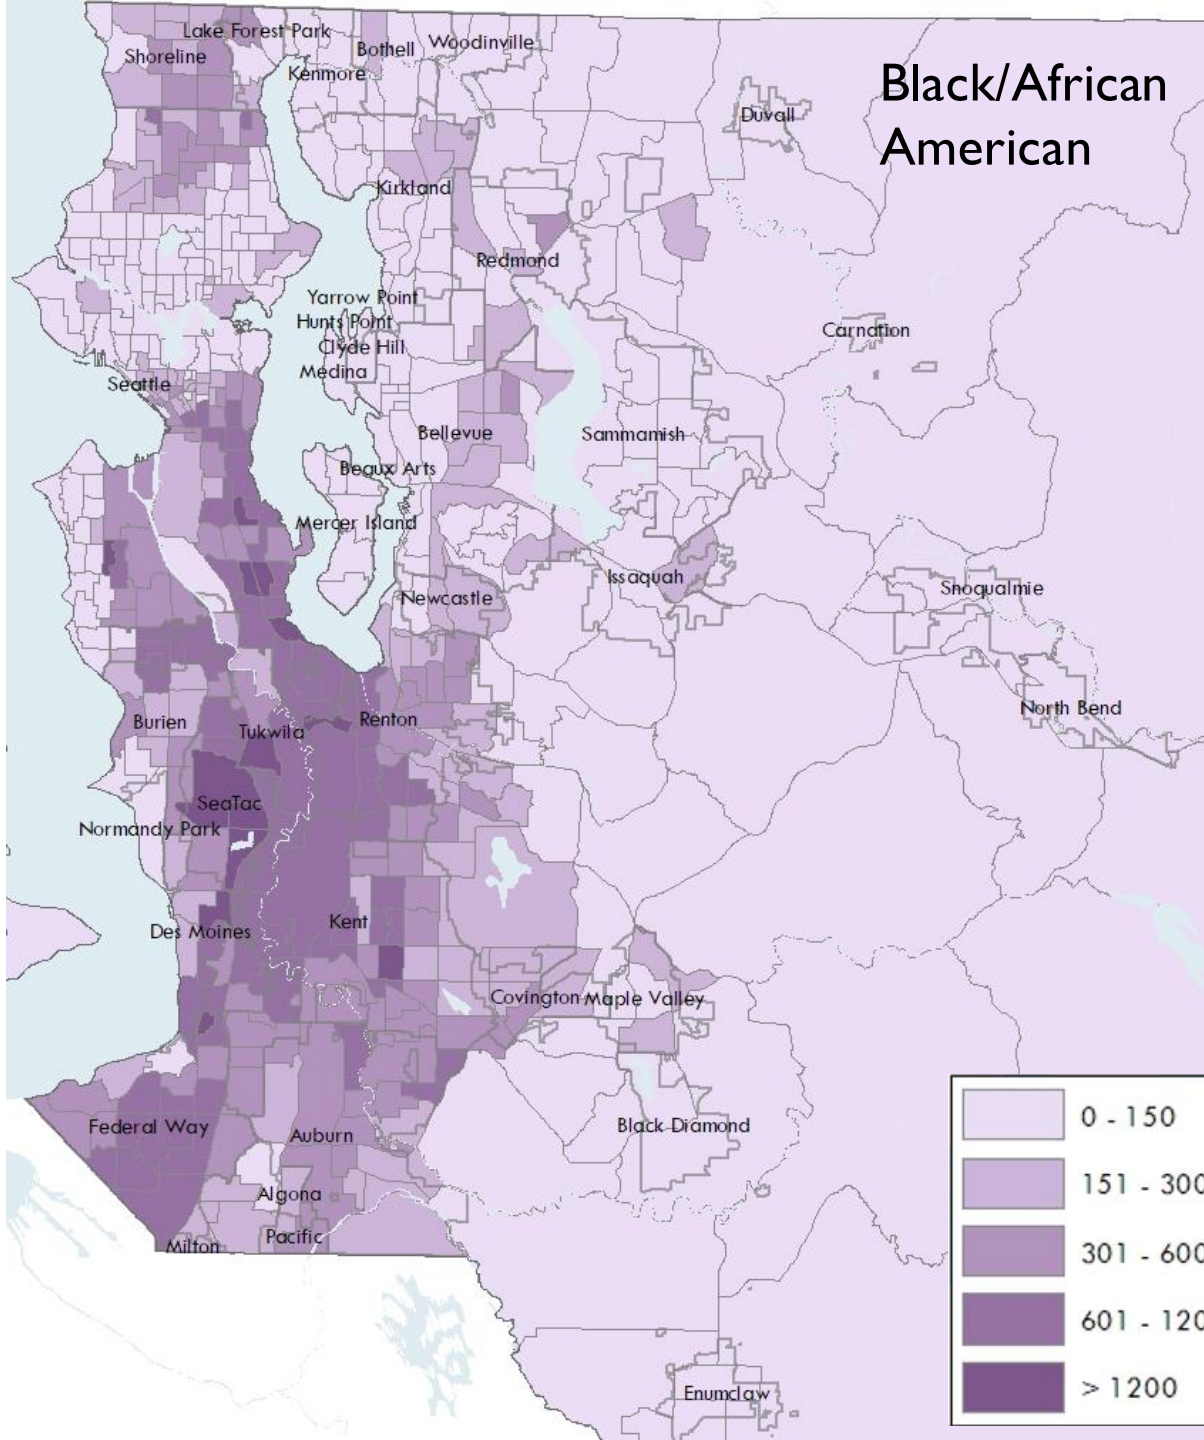 Black/African
American
Lake Forest Park
Shoreline
Bothell
Woodinville
Kenmore
Duvall
Kirkland
Redmond
Yarrow Point
Hunts Point
Clyde Hill
Medina
Carnation
Seattle
Bellevue
Sammamish
Beaux Arts
Mercer Island
Issaquah
Snoqualmie
Newcastle
North Bend
Burien
Tukwila
Renton
SeaTac
Normandy Park
Des Moines
Kent
Covington
Maple Valley
Federal Way
Auburn
Black Diamond
Algona
Pacific
Milton
Enumclaw
0 - 150
151 - 300
301 - 600
601 - 120
> 1200